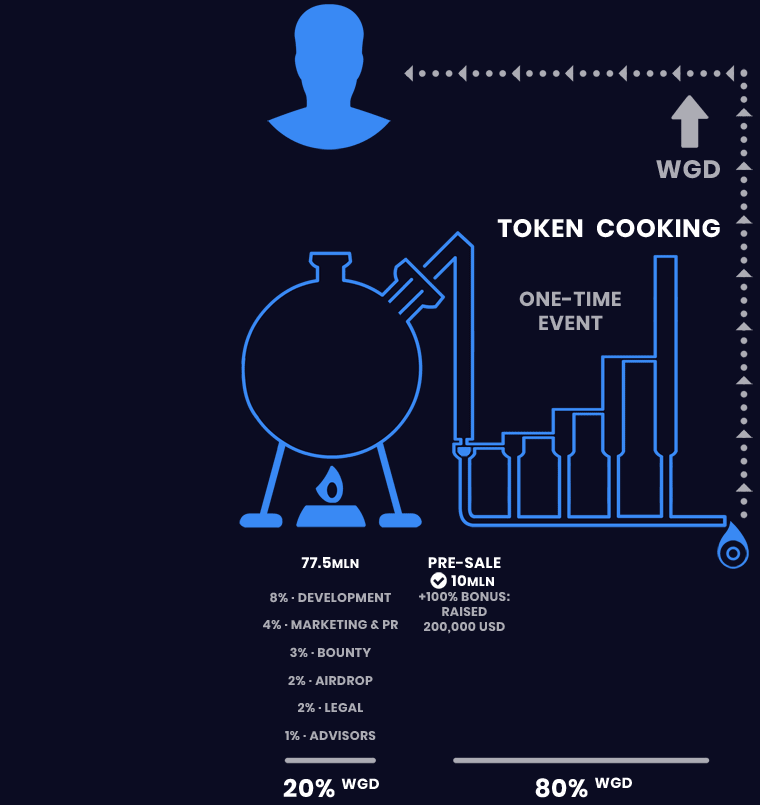 WGD
TOKEN COOKING
ONE-TIME
EVENT
77.5MLN
8% · DEVELOPMENT
4% · MARKETING & PR
3% · BOUNTY
2% · AIRDROP
2% · LEGAL
1% · ADVISORS
20% WGD
PRE-SALE
10MLN
+100% BONUS:
RAISED
200,000 USD
80% WGD